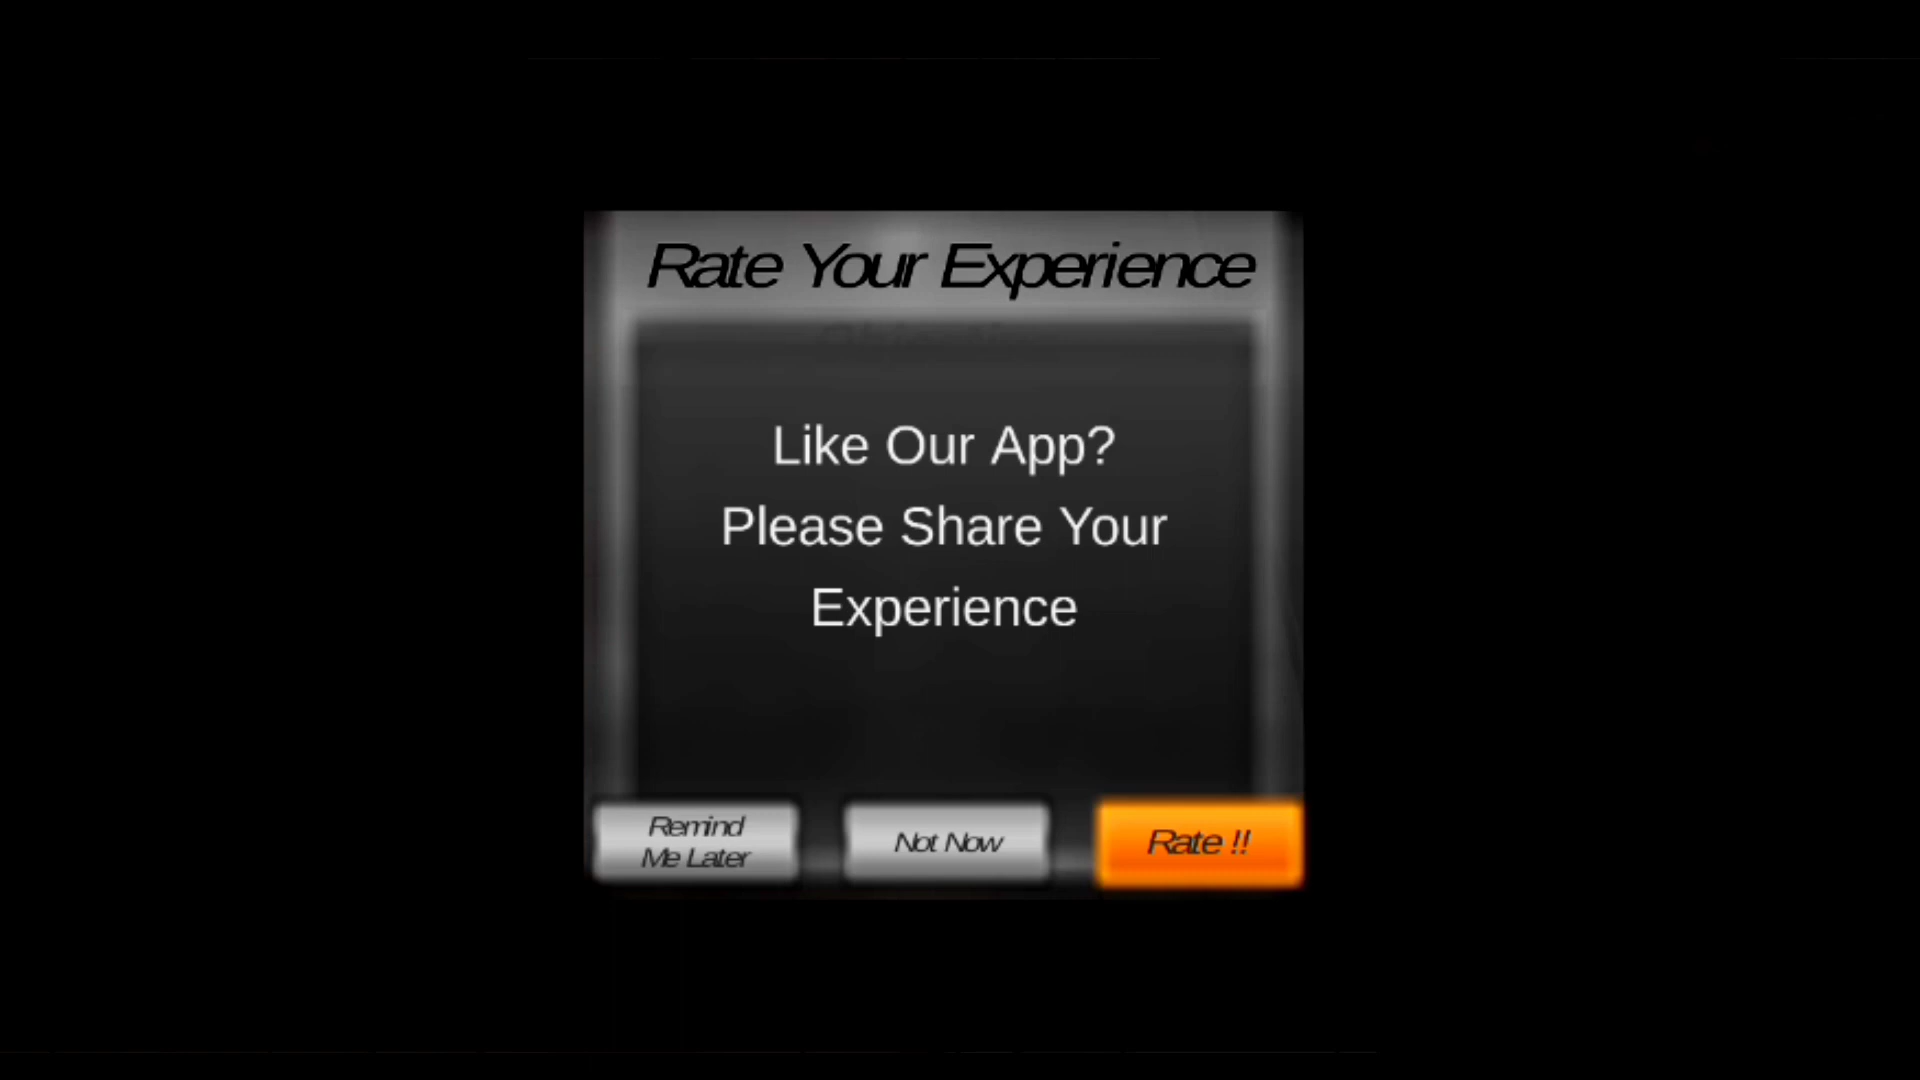 Rate Your Experience
Like Our App?
Please Share Your
Experience
Remind
Me Later
Not Now
Rate !!